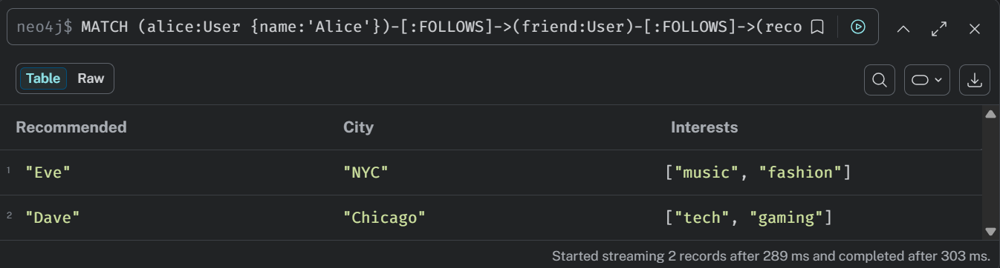 neo4j$ MATCH (alice:User {name:'Alice'})-[:FOLLOWS]->(friend:User)-[:FOLLOWS]->(reco
Table Raw
Recommended City Interests
1 "Eve" "NYC" ["music", "fashion"]
2 "Dave" "Chicago" ["tech", "gaming"]
Started streaming 2 records after 289 ms and completed after 303 ms.